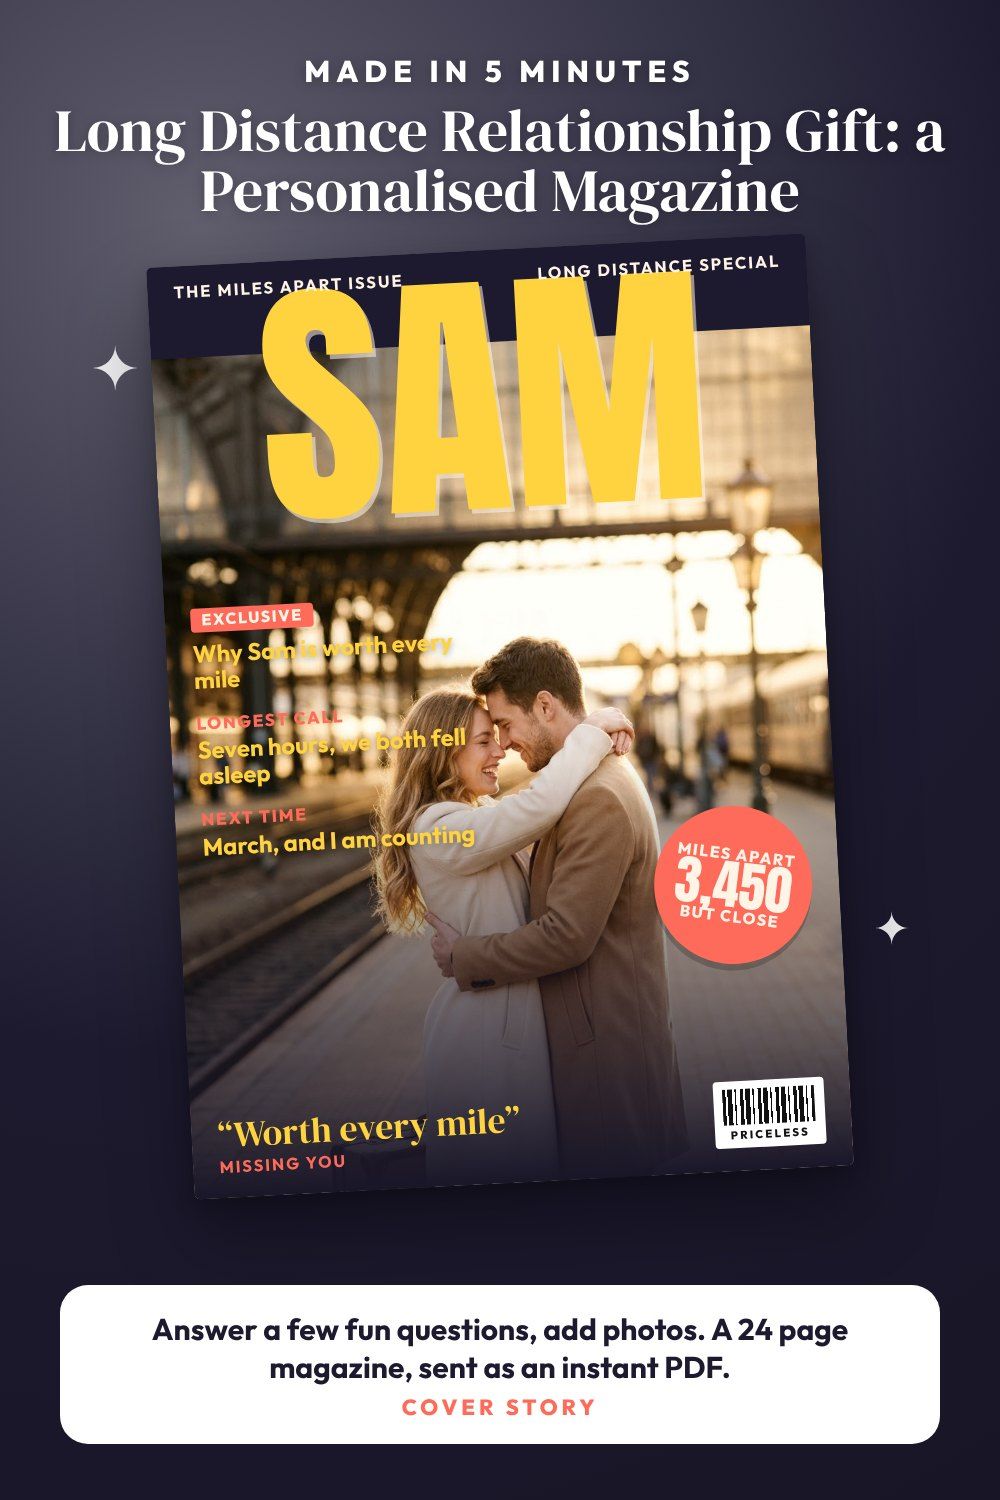 MADE IN 5 MINUTES
Long Distance Relationship Gift: a
Personalised Magazine
THE MILES APART ISSUE
LONG DISTANCE SPECIAL
SAM
EXCLUSIVE
Why Sam is worth every
mile
LONGEST CALL
Seven hours, we both fell
asleep
NEXT TIME
March, and I am counting
MILES APART
3,450
BUT CLOSE
“Worth every mile”
MISSING YOU
PRICELESS
Answer a few fun questions, add photos. A 24 page
magazine, sent as an instant PDF.
COVER STORY